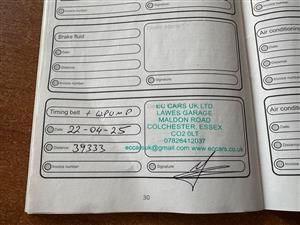 Brake fluid
Date
Distance
Invoice number
Signature
Air conditioning
Date
Distance
Invoice number
Timing belt + W.PUMP
Date 22-04-25
Distance 39333
Invoice number
EC CARS UK LTD
LAWES GARAGE
MALDON ROAD
COLCHESTER, ESSEX
CO2 0LT
07826412037
eccarsuk@gmail.com www.eccars.co.uk
Signature
Air condi
Date
Distance
Invoice
30